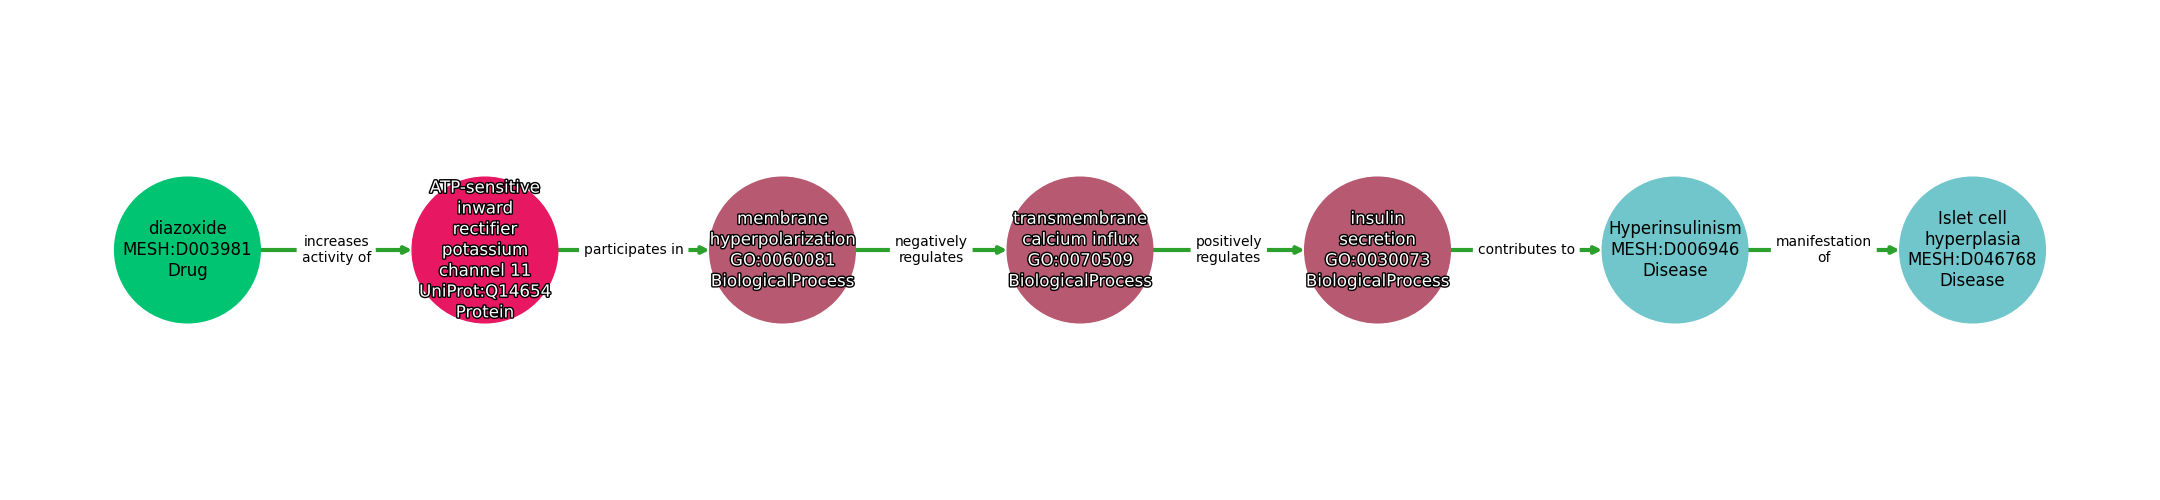 diazoxide
MESH:D003981
Drug
increases
activity of
ATP-sensitive
inward
rectifier
potassium
channel 11
UniProt:Q14654
Protein
participates in
membrane
hyperpolarization
GO:0060081
BiologicalProcess
negatively
regulates
transmembrane
calcium influx
GO:0070509
BiologicalProcess
positively
regulates
insulin
secretion
GO:0030073
BiologicalProcess
contributes to
Hyperinsulinism
MESH:D006946
Disease
manifestation
of
Islet cell
hyperplasia
MESH:D046768
Disease